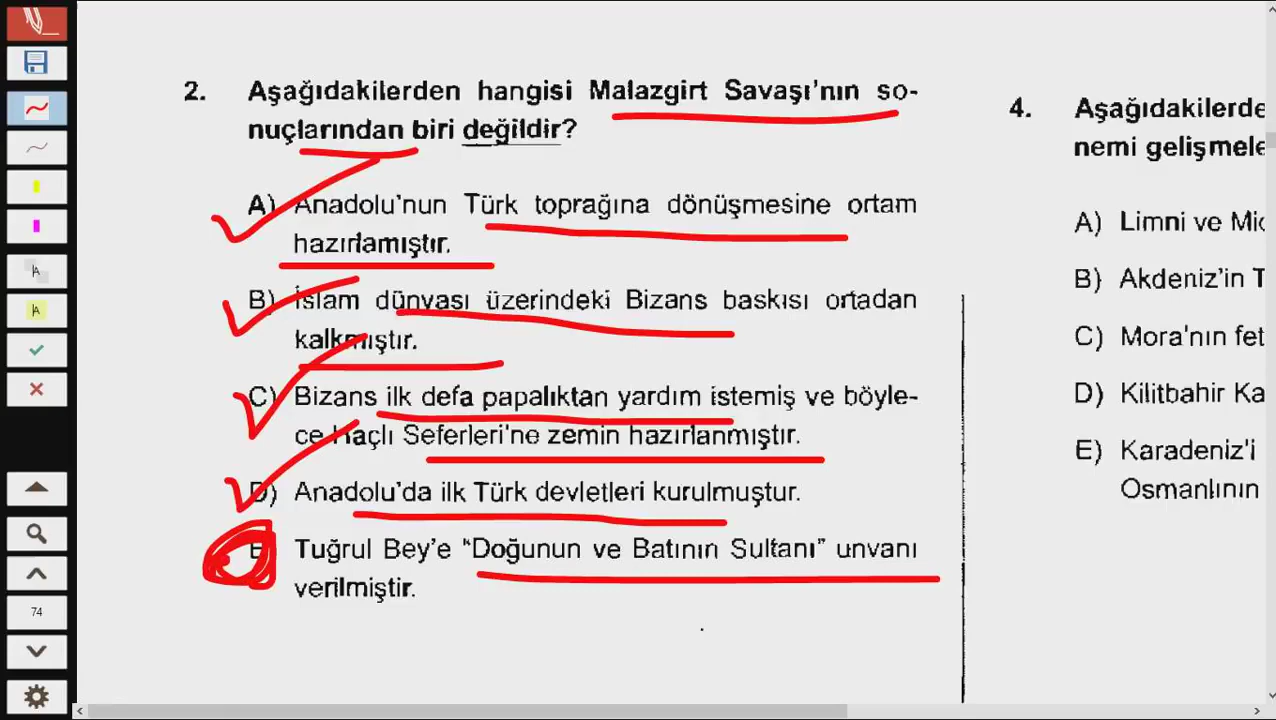 2. Aşağıdakilerden hangisi Malazgirt Savaşı’nın so-
nuçlarından biri değildir?
A) Anadolu’nun Türk toprağına dönüşmesine ortam
hazırlamıştır.
B) İslam dünyası üzerindeki Bizans baskısı ortadan
kalkmıştır.
C) Bizans ilk defa papalıktan yardım istemiş ve böyle-
ce Haçlı Seferleri’ne zemin hazırlanmıştır.
D) Anadolu’da ilk Türk devletleri kurulmuştur.
E) Tuğrul Bey’e “Doğunun ve Batının Sultanı” unvanı
verilmiştir.
4. Aşağıdakilerde
nemi gelişmele
A) Limni ve Mid
B) Akdeniz’in T
C) Mora’nın fet
D) Kilitbahir Ka
E) Karadeniz’i
Osmanlının
A
A
74